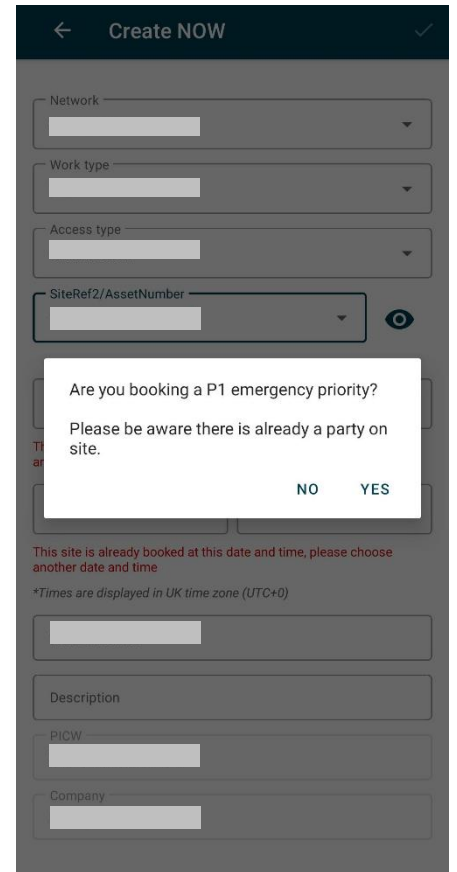 Create NOW
Network
Work type
Access type
SiteRef2/AssetNumber
Are you booking a P1 emergency priority?
Please be aware there is already a party on
site.
NO YES
This site is already booked at this date and time, please choose
another date and time
*Times are displayed in UK time zone (UTC+0)
Description
PICW
Company